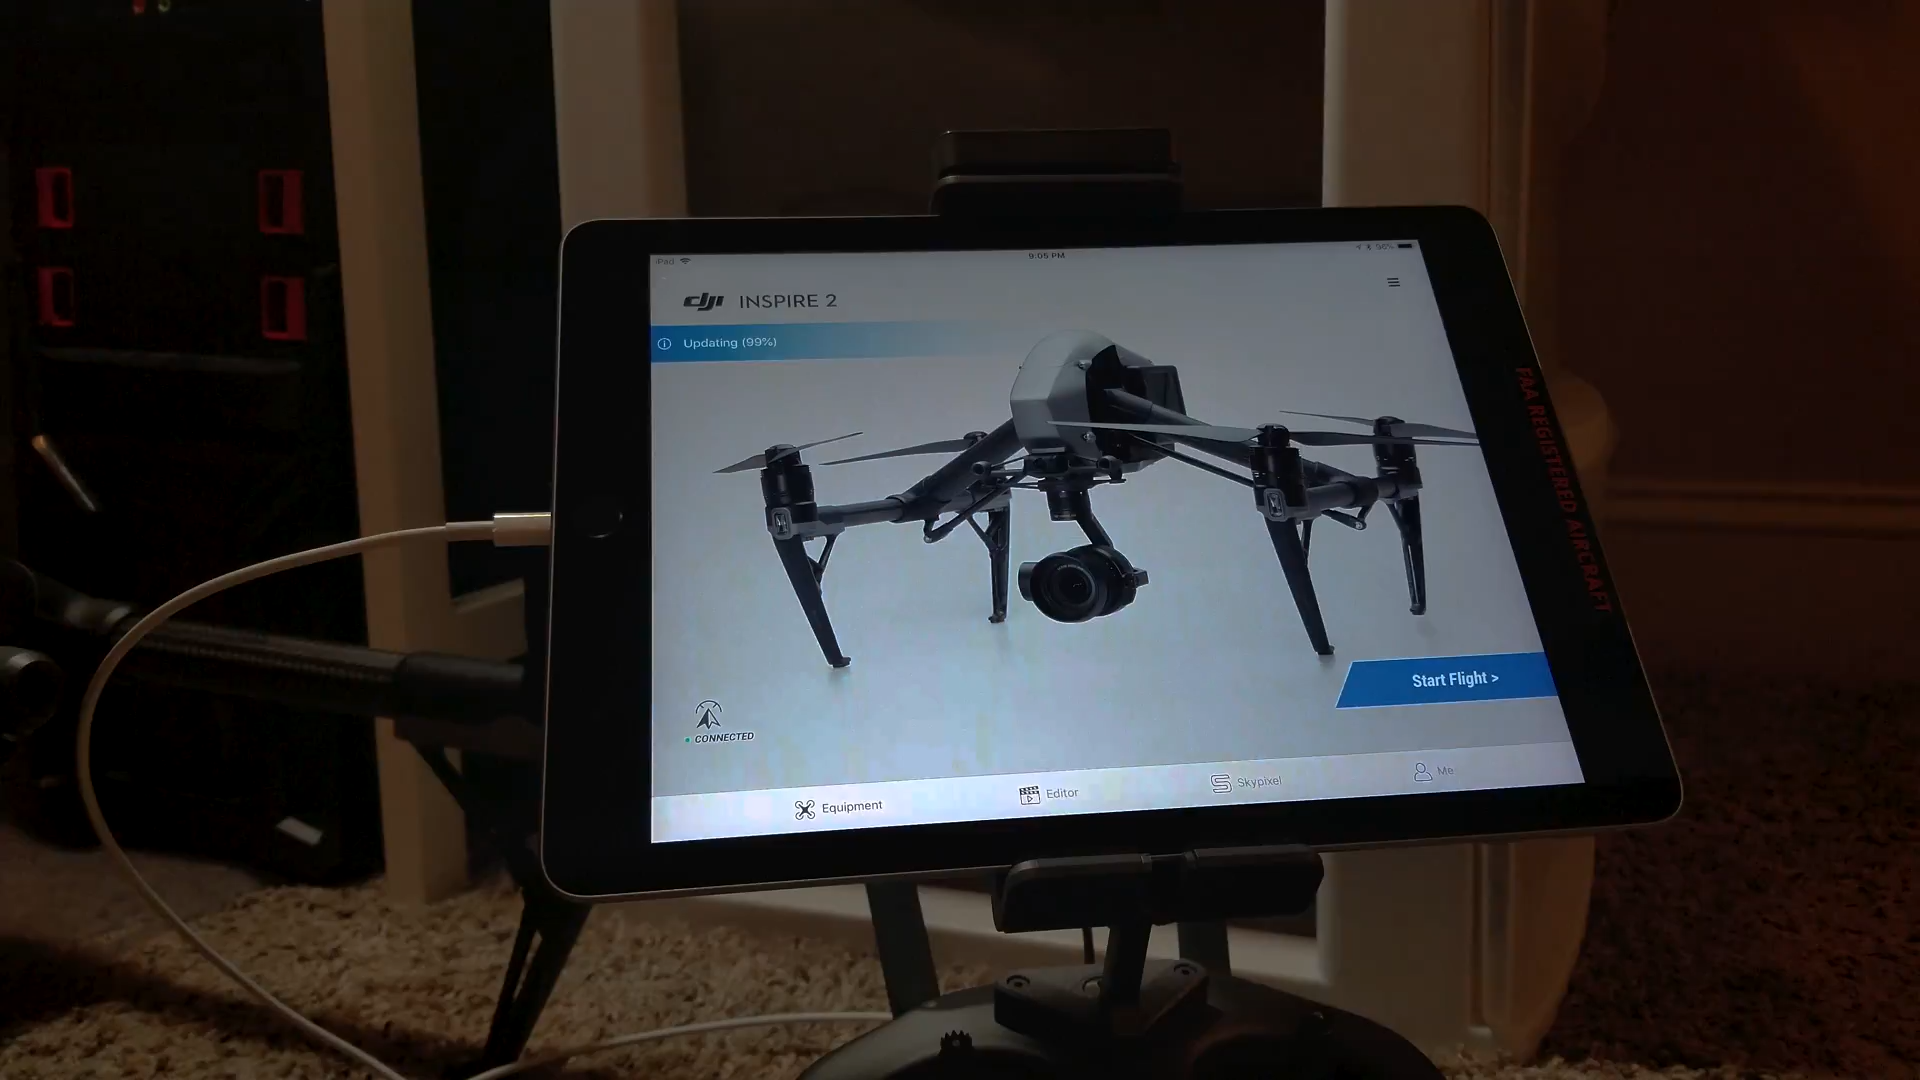 iPad
9:05 PM
96%
dji INSPIRE 2
Updating (99%)
FAA REGISTERED AIRCRAFT
Start Flight >
CONNECTED
Equipment
Editor
Skypixel
Me